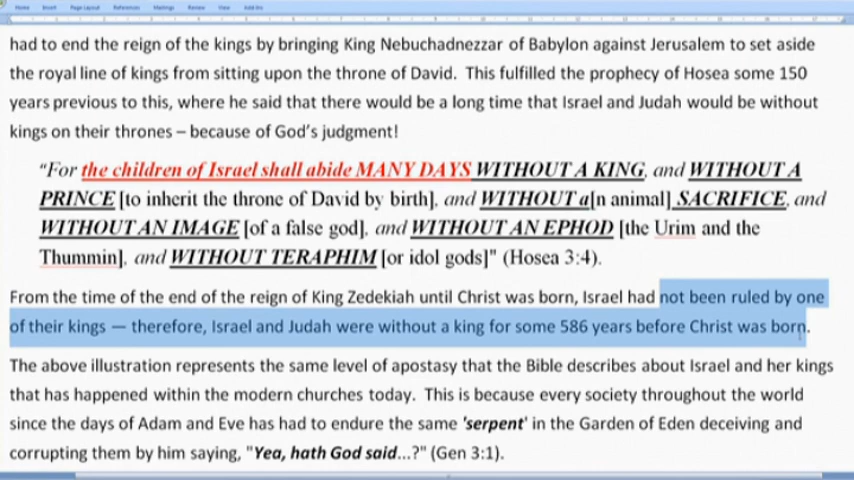 Home Insert Page Layout References Mailings Review View Add-Ins
had to end the reign of the kings by bringing King Nebuchadnezzar of Babylon against Jerusalem to set aside
the royal line of kings from sitting upon the throne of David. This fulfilled the prophecy of Hosea some 150
years previous to this, where he said that there would be a long time that Israel and Judah would be without
kings on their thrones – because of God's judgment!
"For the children of Israel shall abide MANY DAYS WITHOUT A KING, and WITHOUT A
PRINCE [to inherit the throne of David by birth], and WITHOUT a[n animal] SACRIFICE, and
WITHOUT AN IMAGE [of a false god], and WITHOUT AN EPHOD [the Urim and the
Thummin], and WITHOUT TERAPHIM [or idol gods]" (Hosea 3:4).
From the time of the end of the reign of King Zedekiah until Christ was born, Israel had not been ruled by one
of their kings — therefore, Israel and Judah were without a king for some 586 years before Christ was born.
The above illustration represents the same level of apostasy that the Bible describes about Israel and her kings
that has happened within the modern churches today. This is because every society throughout the world
since the days of Adam and Eve has had to endure the same 'serpent' in the Garden of Eden deceiving and
corrupting them by him saying, "Yea, hath God said...?" (Gen 3:1).